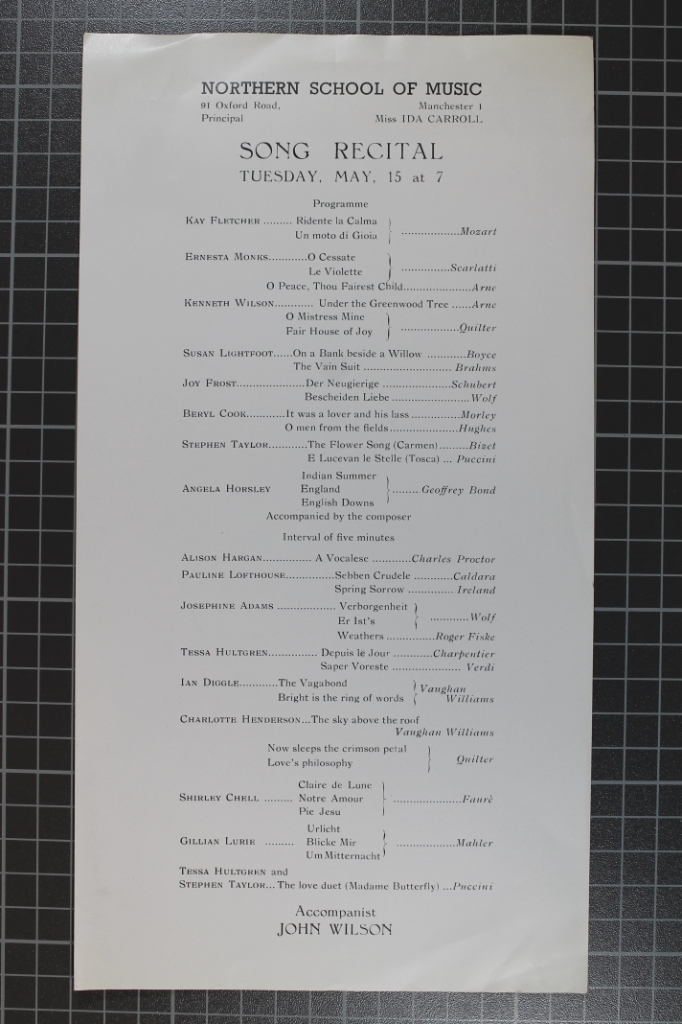 NORTHERN SCHOOL OF MUSIC
91 Oxford Road, Manchester 1
Principal Miss IDA CARROLL
SONG RECITAL
TUESDAY, MAY, 15 at 7
Programme
KAY FLETCHER ......... Ridente la Calma
Un moto di Gioia ..................Mozart
ERNESTA MONKS............O Cessate
Le Violette ...............Scarlatti
O Peace, Thou Fairest Child.....................Arne
KENNETH WILSON............ Under the Greenwood Tree ......Arne
O Mistress Mine
Fair House of Joy ..................Quilter
SUSAN LIGHTFOOT......On a Bank beside a Willow ............Boyce
The Vain Suit ........................... Brahms
JOY FROST.....................Der Neugierige .....................Schubert
Bescheiden Liebe ........................Wolf
BERYL COOK............It was a lover and his lass ...............Morley
O men from the fields.....................Hughes
STEPHEN TAYLOR............The Flower Song (Carmen).........Bizet
E Lucevan le Stelle (Tosca) ... Puccini
Indian Summer
ANGELA HORSLEY England ........ Geoffrey Bond
English Downs
Accompanied by the composer
Interval of five minutes
ALISON HARGAN............... A Vocalese ............Charles Proctor
PAULINE LOFTHOUSE...............Sebben Crudele ............Caldara
Spring Sorrow .............. Ireland
JOSEPHINE ADAMS .................. Verborgenheit
Er Ist's ............Wolf
Weathers ...............Roger Fiske
TESSA HULTGREN............... Depuis le Jour ............Charpentier
Saper Voreste ..................... Verdi
IAN DIGGLE............The Vagabond Vaughan
Bright is the ring of words Williams
CHARLOTTE HENDERSON...The sky above the roof
Vaughan Williams
Now sleeps the crimson petal
Love's philosophy Quilter
Claire de Lune
SHIRLEY CHELL ......... Notre Amour .....................Faurè
Pie Jesu
Urlicht
GILLIAN LURIE ......... Blicke Mir ..................Mahler
Um Mitternacht
TESSA HULTGREN and
STEPHEN TAYLOR... The love duet (Madame Butterfly) ...Puccini
Accompanist
JOHN WILSON